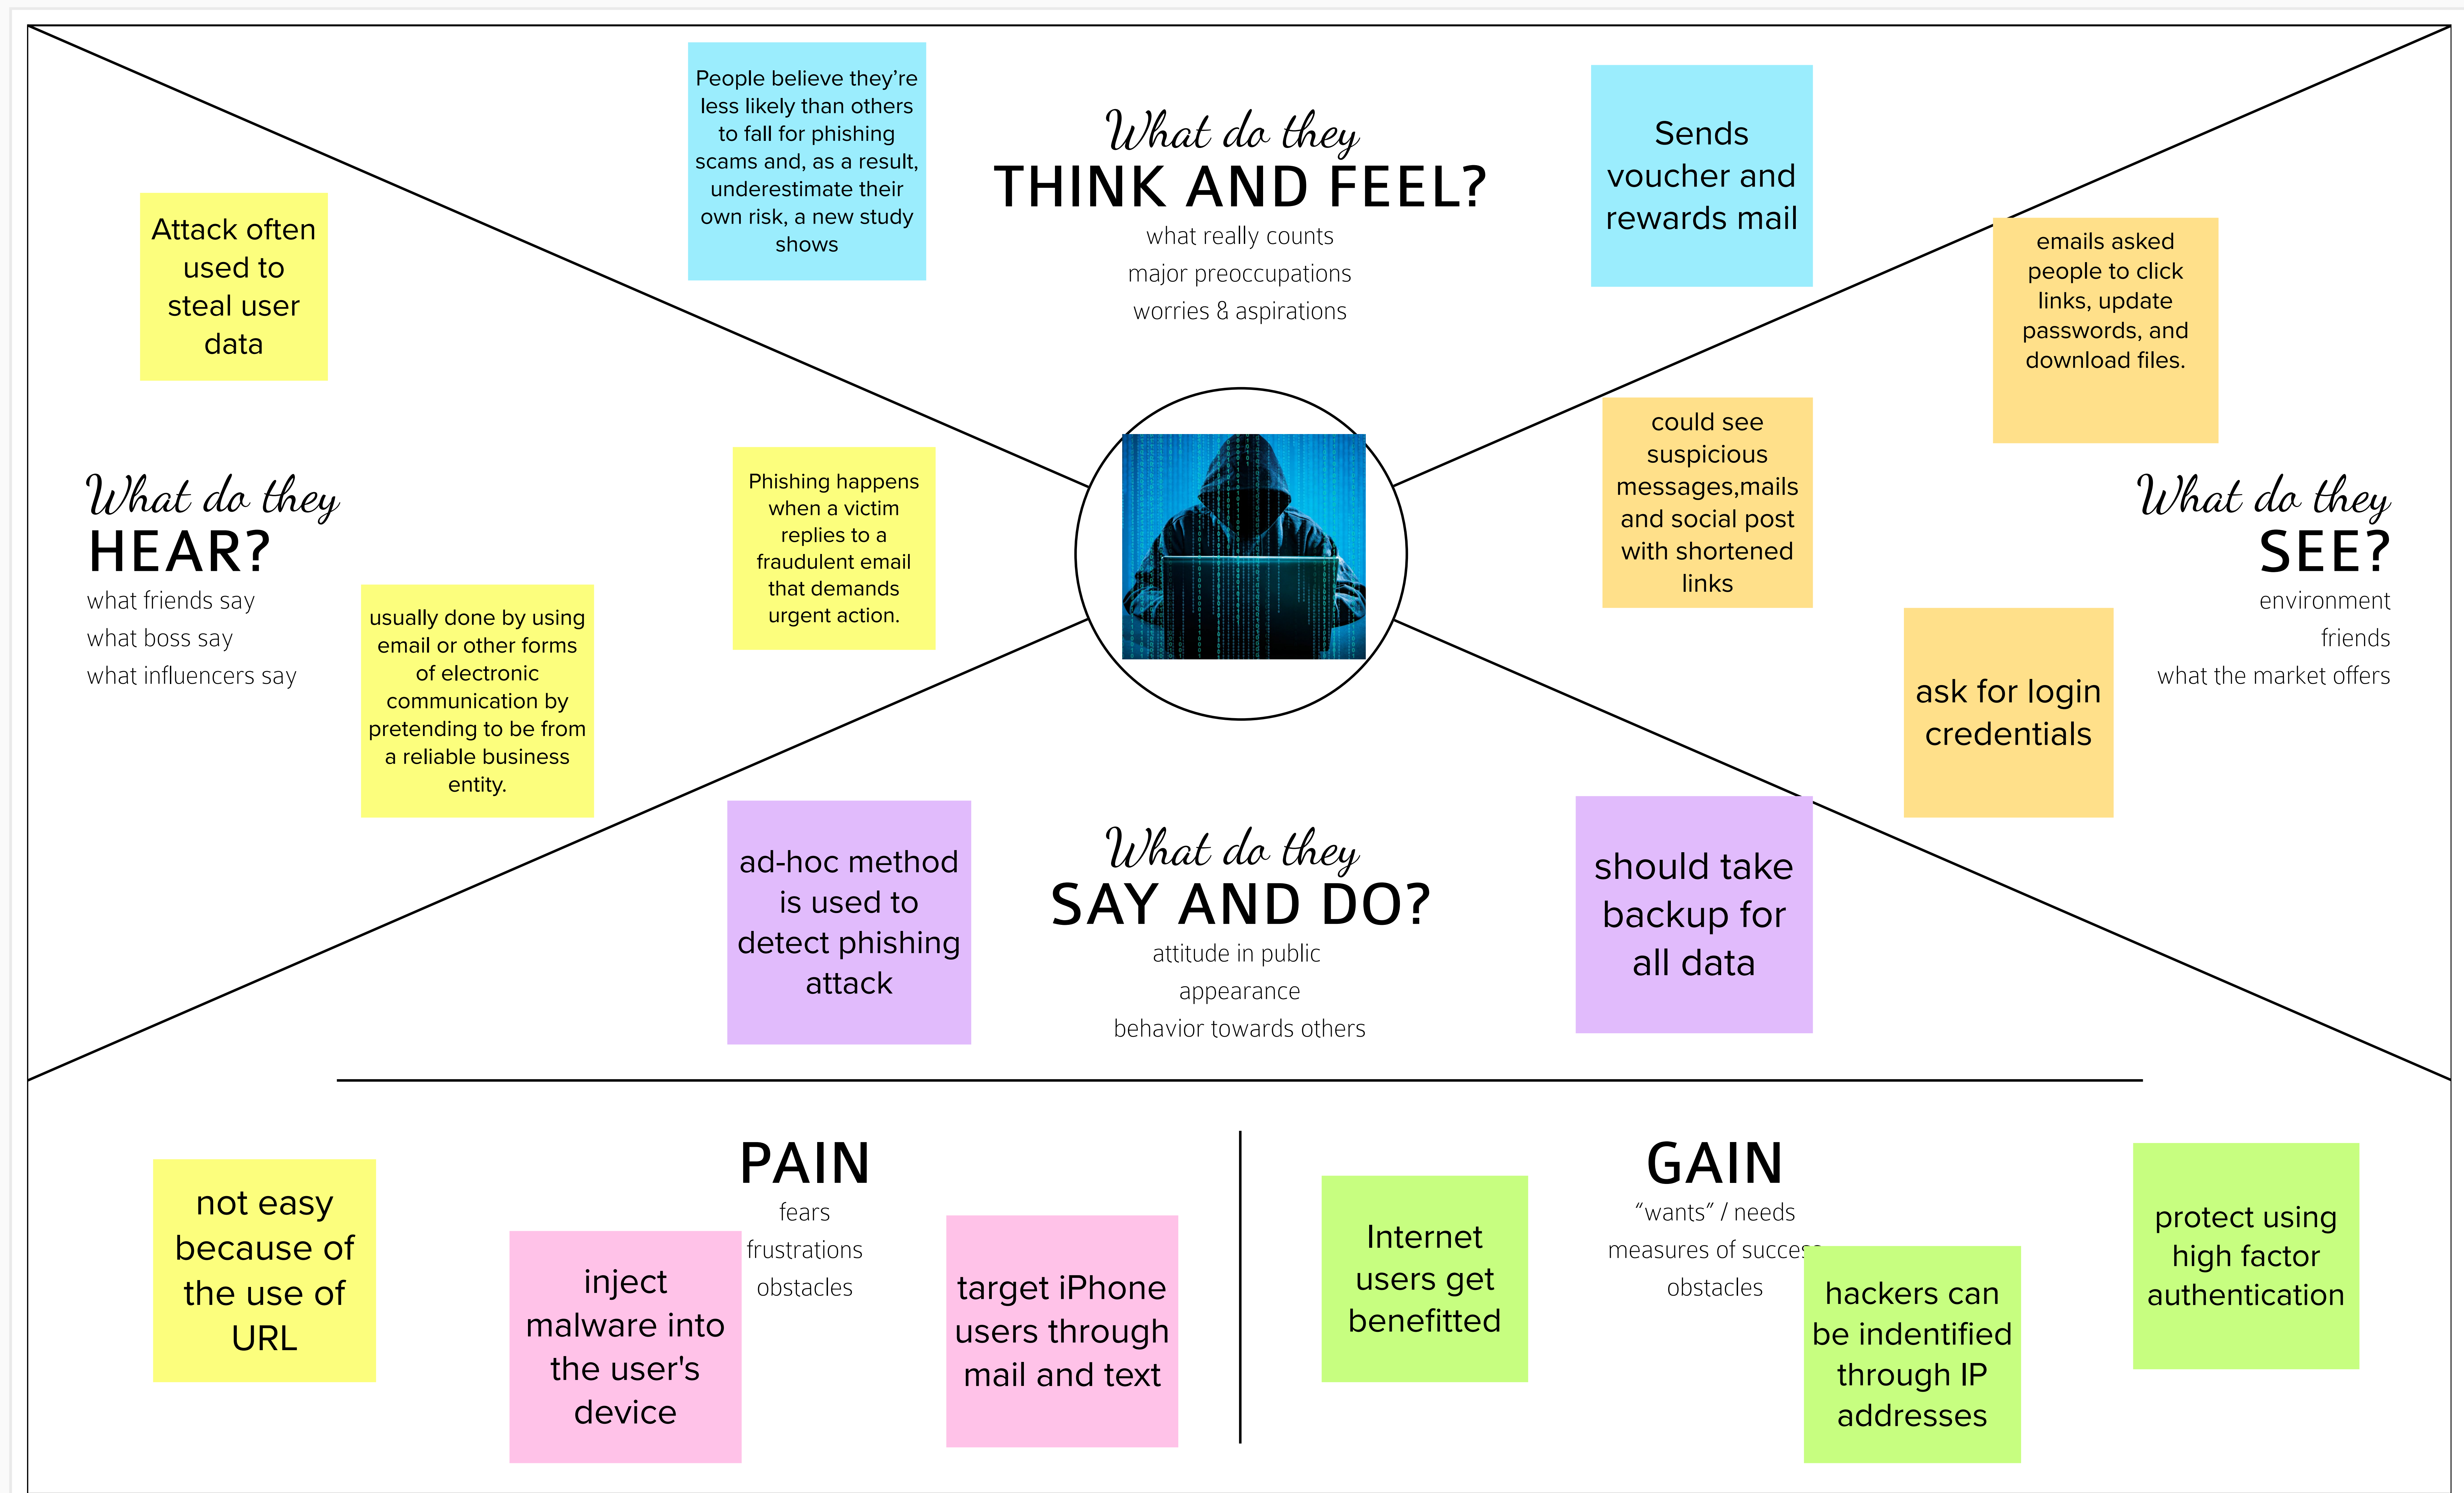 People believe they're
less likely than others
to fall for phishing
scams and, as a result,
underestimate their
own risk, a new study
shows
What do they
THINK AND FEEL?
what really counts
major preoccupations
worries & aspirations
Sends
voucher and
rewards mail
Attack often
used to
steal user
data
What do they
HEAR?
what friends say
what boss say
what influencers say
usually done by using
email or other forms
of electronic
communication by
pretending to be from
a reliable business
entity.
Phishing happens
when a victim
replies to a
fraudulent email
that demands
urgent action.
could see
suspicious
messages,mails
and social post
with shortened
links
emails asked
people to click
links, update
passwords, and
download files.
What do they
SEE?
environment
friends
what the market offers
ask for login
credentials
ad-hoc method
is used to
detect phishing
attack
What do they
SAY AND DO?
attitude in public
appearance
behavior towards others
should take
backup for
all data
PAIN
fears
frustrations
obstacles
not easy
because of
the use of
URL
inject
malware into
the user's
device
target iPhone
users through
mail and text
GAIN
"wants" / needs
measures of success
obstacles
Internet
users get
benefitted
hackers can
be indentified
through IP
addresses
protect using
high factor
authentication